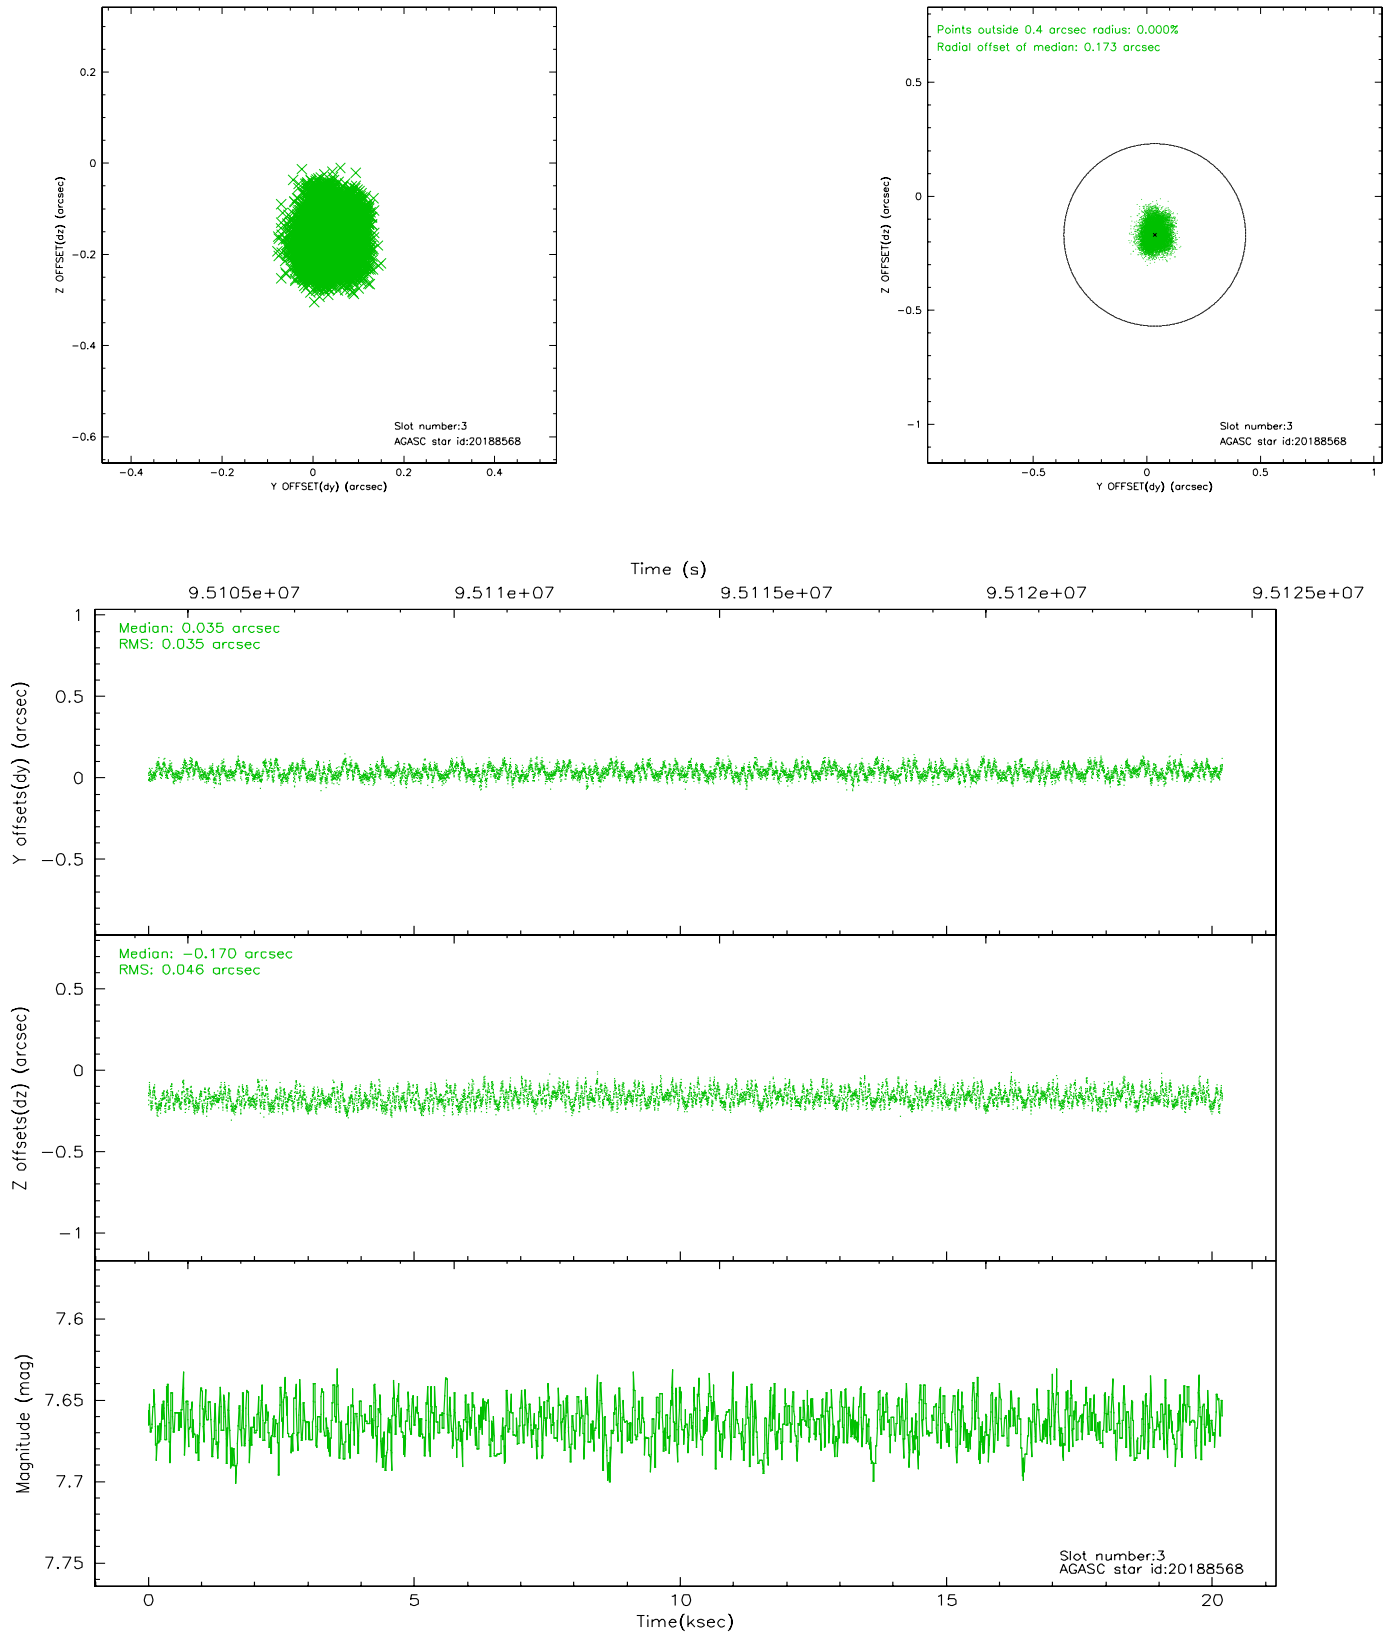 0.2
0
−0.2
−0.4
−0.6
Z OFFSET(dz) (arcsec)
Slot number:3
AGASC star id:20188568
−0.4
−0.2
0
0.2
0.4
Y OFFSET(dy) (arcsec)
Points outside 0.4 arcsec radius: 0.000%
Radial offset of median: 0.173 arcsec
0.5
0
−0.5
−1
Z OFFSET(dz) (arcsec)
Slot number:3
AGASC star id:20188568
−0.5
0
0.5
1
Y OFFSET(dy) (arcsec)
Time (s)
9.5105e+07
9.511e+07
9.5115e+07
9.512e+07
9.5125e+07
Median: 0.035 arcsec
RMS: 0.035 arcsec
1
0.5
0
−0.5
Y offsets(dy) (arcsec)
Median: −0.170 arcsec
RMS: 0.046 arcsec
0.5
0
−0.5
−1
Z offsets(dz) (arcsec)
7.6
7.65
7.7
7.75
Magnitude (mag)
Slot number:3
AGASC star id:20188568
0
5
10
15
20
Time(ksec)